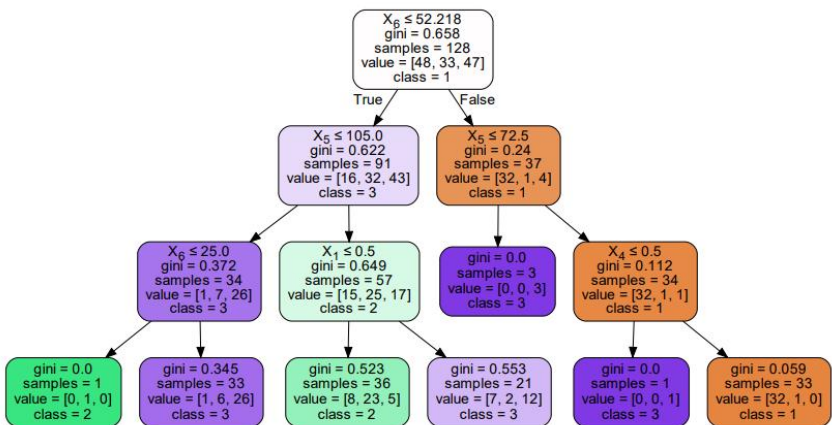 X6 ≤ 52.218
gini = 0.658
samples = 128
value = [48, 33, 47]
class = 1
True
False
X5 ≤ 105.0
gini = 0.622
samples = 91
value = [16, 32, 43]
class = 3
X5 ≤ 72.5
gini = 0.24
samples = 37
value = [32, 1, 4]
class = 1
X6 ≤ 25.0
gini = 0.372
samples = 34
value = [1, 7, 26]
class = 3
X1 ≤ 0.5
gini = 0.649
samples = 57
value = [15, 25, 17]
class = 2
gini = 0.0
samples = 3
value = [0, 0, 3]
class = 3
X4 ≤ 0.5
gini = 0.112
samples = 34
value = [32, 1, 1]
class = 1
gini = 0.0
samples = 1
value = [0, 1, 0]
class = 2
gini = 0.345
samples = 33
value = [1, 6, 26]
class = 3
gini = 0.523
samples = 36
value = [8, 23, 5]
class = 2
gini = 0.553
samples = 21
value = [7, 2, 12]
class = 3
gini = 0.0
samples = 1
value = [0, 0, 1]
class = 3
gini = 0.059
samples = 33
value = [32, 1, 0]
class = 1